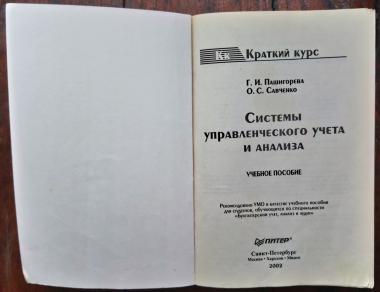 Кк Краткий курс
Г. И. Пашигорева
О. С. Савченко
Системы
управленческого учета
и анализа
УЧЕБНОЕ ПОСОБИЕ
Рекомендовано УМО в качестве учебного пособия
для студентов, обучающихся по специальности
«Бухгалтерский учет, анализ и аудит»
ПИТЕР
Санкт-Петербург
Москва • Харьков • Минск
2002